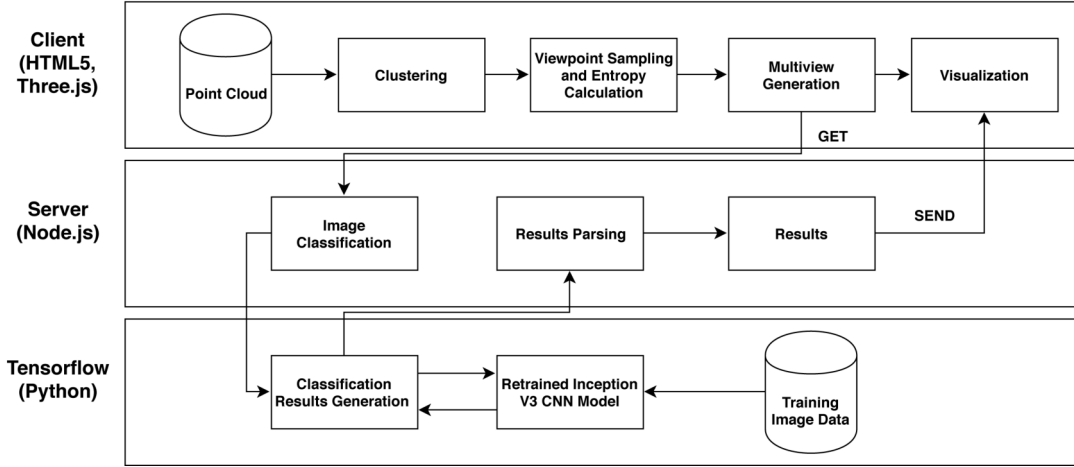 Client
(HTML5,
Three.js)
Point Cloud
Clustering
Viewpoint Sampling
and Entropy
Calculation
Multiview
Generation
Visualization
GET
Server
(Node.js)
Image
Classification
Results Parsing
Results
SEND
Tensorflow
(Python)
Classification
Results Generation
Retrained Inception
V3 CNN Model
Training
Image Data